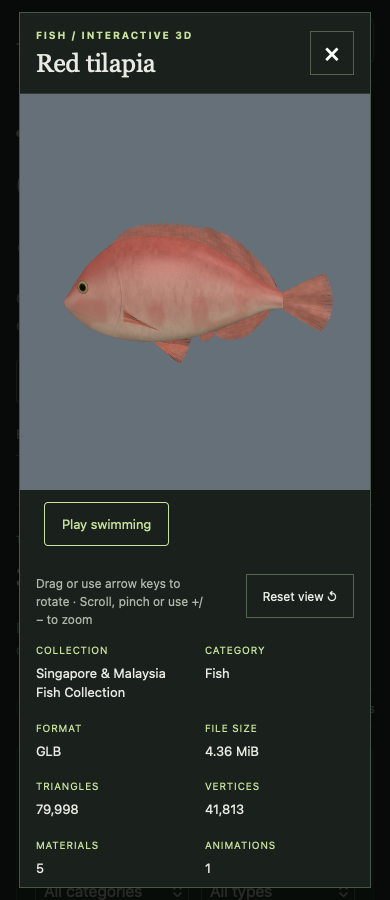 FISH / INTERACTIVE 3D
Red tilapia
×
Play swimming
Drag or use arrow keys to
rotate · Scroll, pinch or use +/
− to zoom
Reset view ↺
COLLECTION
Singapore & Malaysia
Fish Collection
CATEGORY
Fish
FORMAT
GLB
FILE SIZE
4.36 MiB
TRIANGLES
79,998
VERTICES
41,813
MATERIALS
5
ANIMATIONS
1
All categories
All types